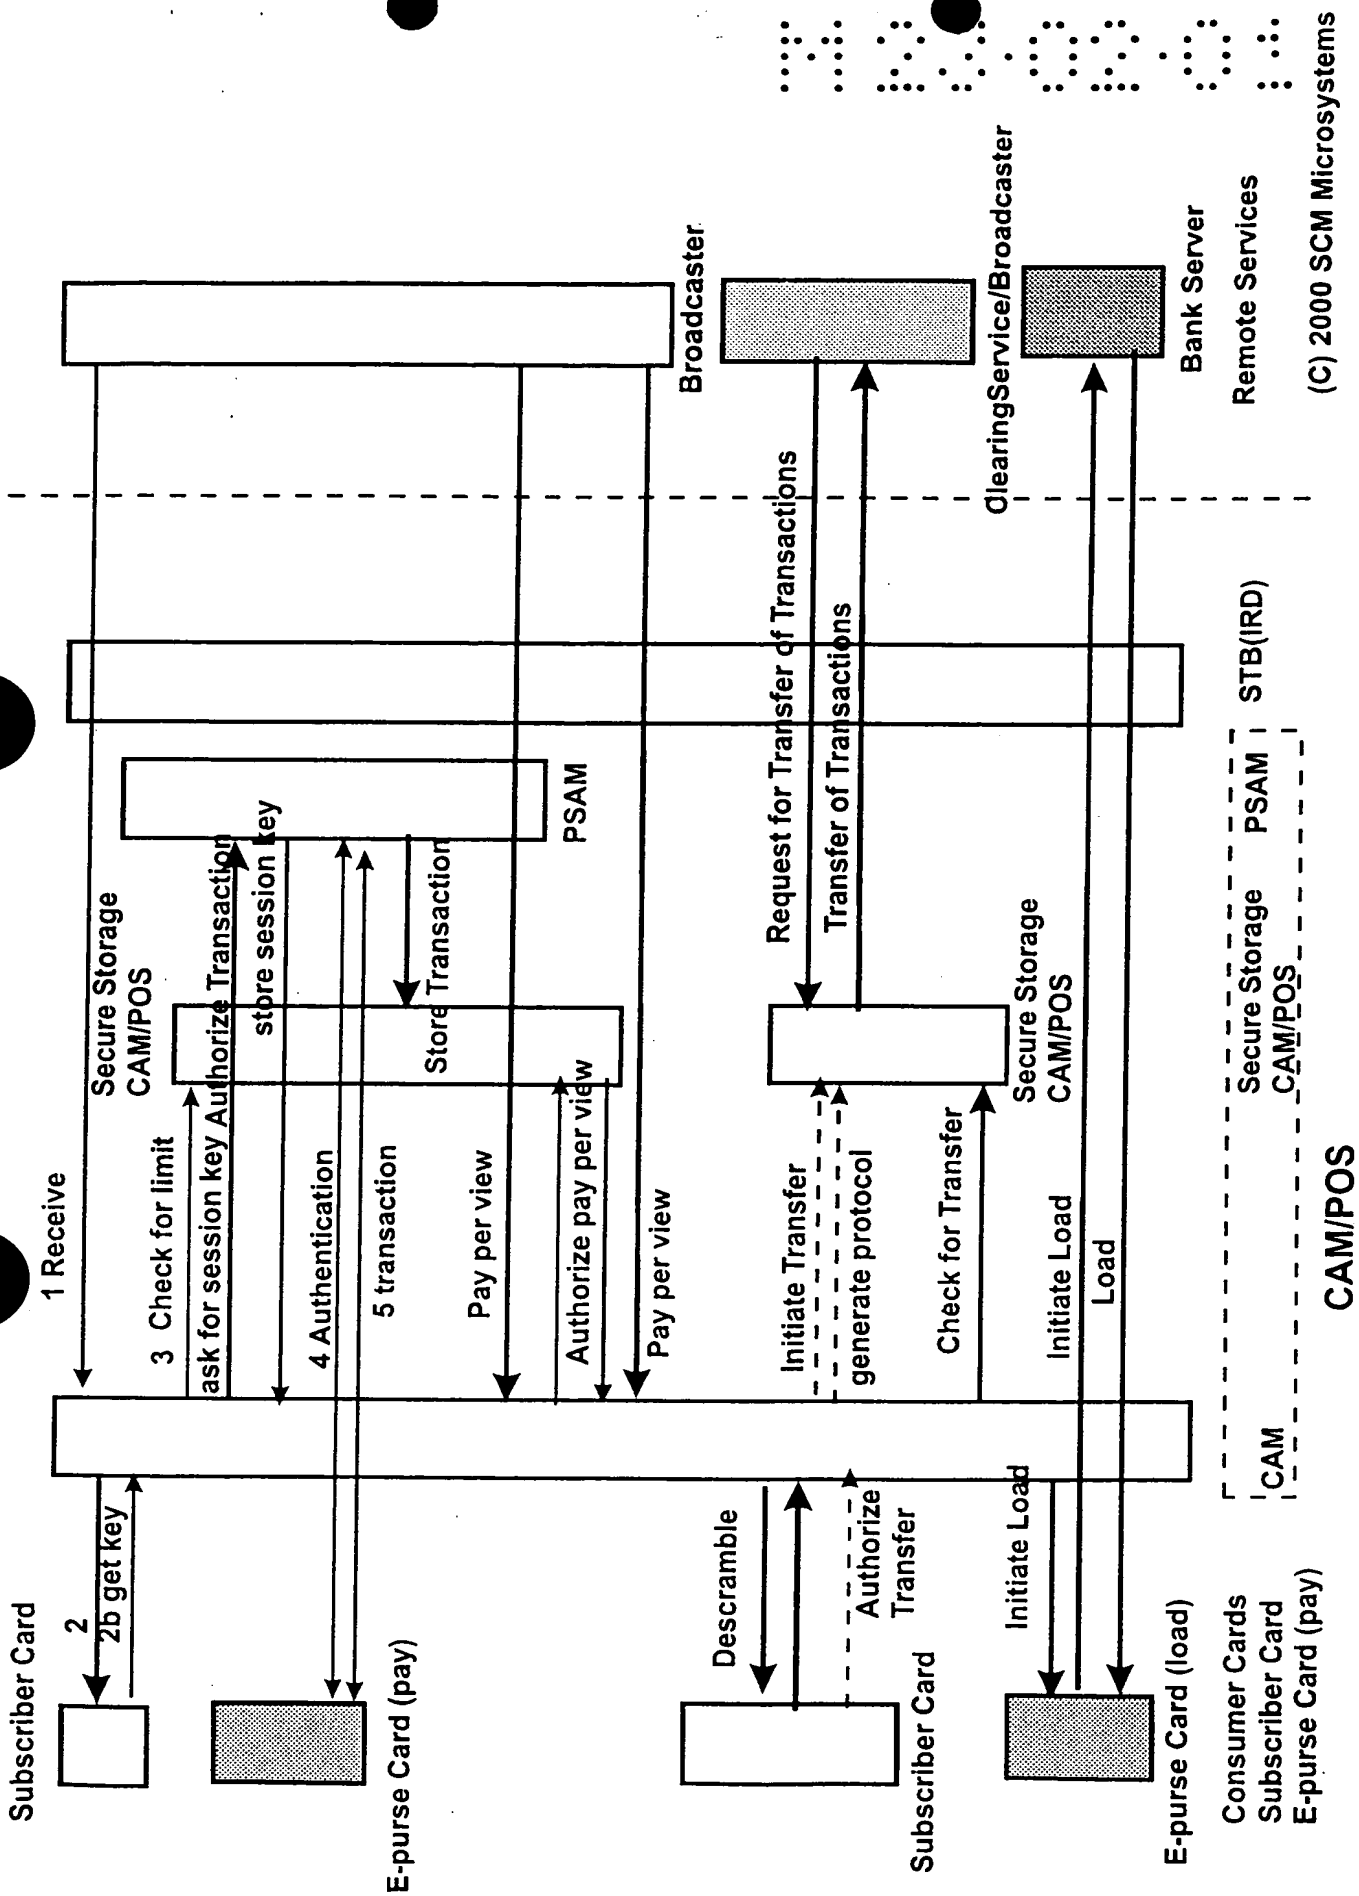 Subscriber Card
2
2b get key
E-purse Card (pay)
Descramble
Authorize
Transfer
Subscriber Card
Initiate Load
E-purse Card (load)
Consumer Cards
Subscriber Card
E-purse Card (pay)
1 Receive
3 Check for limit
ask for session key Authorize Transaction
store session key
4 Authentication
5 transaction
Store Transaction
Pay per view
Authorize pay per view
Pay per view
Secure Storage
CAM/POS
PSAM
Initiate Transfer
generate protocol
Check for Transfer
Request for Transfer of Transactions
Transfer of Transactions
Secure Storage
CAM/POS
Initiate Load
Load
CAM
Secure Storage
CAM/POS
PSAM
CAM/POS
STB(IRD)
Broadcaster
ClearingService/Broadcaster
Bank Server
Remote Services
(C) 2000 SCM Microsystems
M 23·02·01